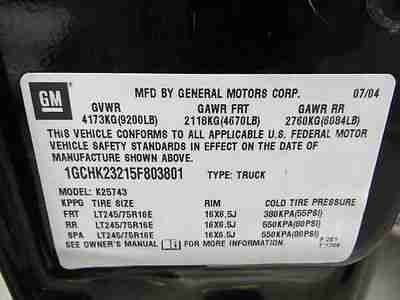 GM
MFD BY GENERAL MOTORS CORP. 07/04
GVWR GAWR FRT GAWR RR
4173KG(9200LB) 2118KG(4670LB) 2760KG(6084LB)
THIS VEHICLE CONFORMS TO ALL APPLICABLE U.S. FEDERAL MOTOR
VEHICLE SAFETY STANDARDS IN EFFECT ON THE DATE OF
MANUFACTURE SHOWN ABOVE.
1GCHK23215F803801 TYPE: TRUCK
MODEL: K25743
KPPG TIRE SIZE RIM COLD TIRE PRESSURE
FRT LT245/75R16E 16X6.5J 380KPA(55PSI)
RR LT245/75R16E 16X6.5J 550KPA(80PSI)
SPA LT245/75R16E 16X6.5J 550KPA(80PSI)
SEE OWNER'S MANUAL FOR MORE INFORMATION.